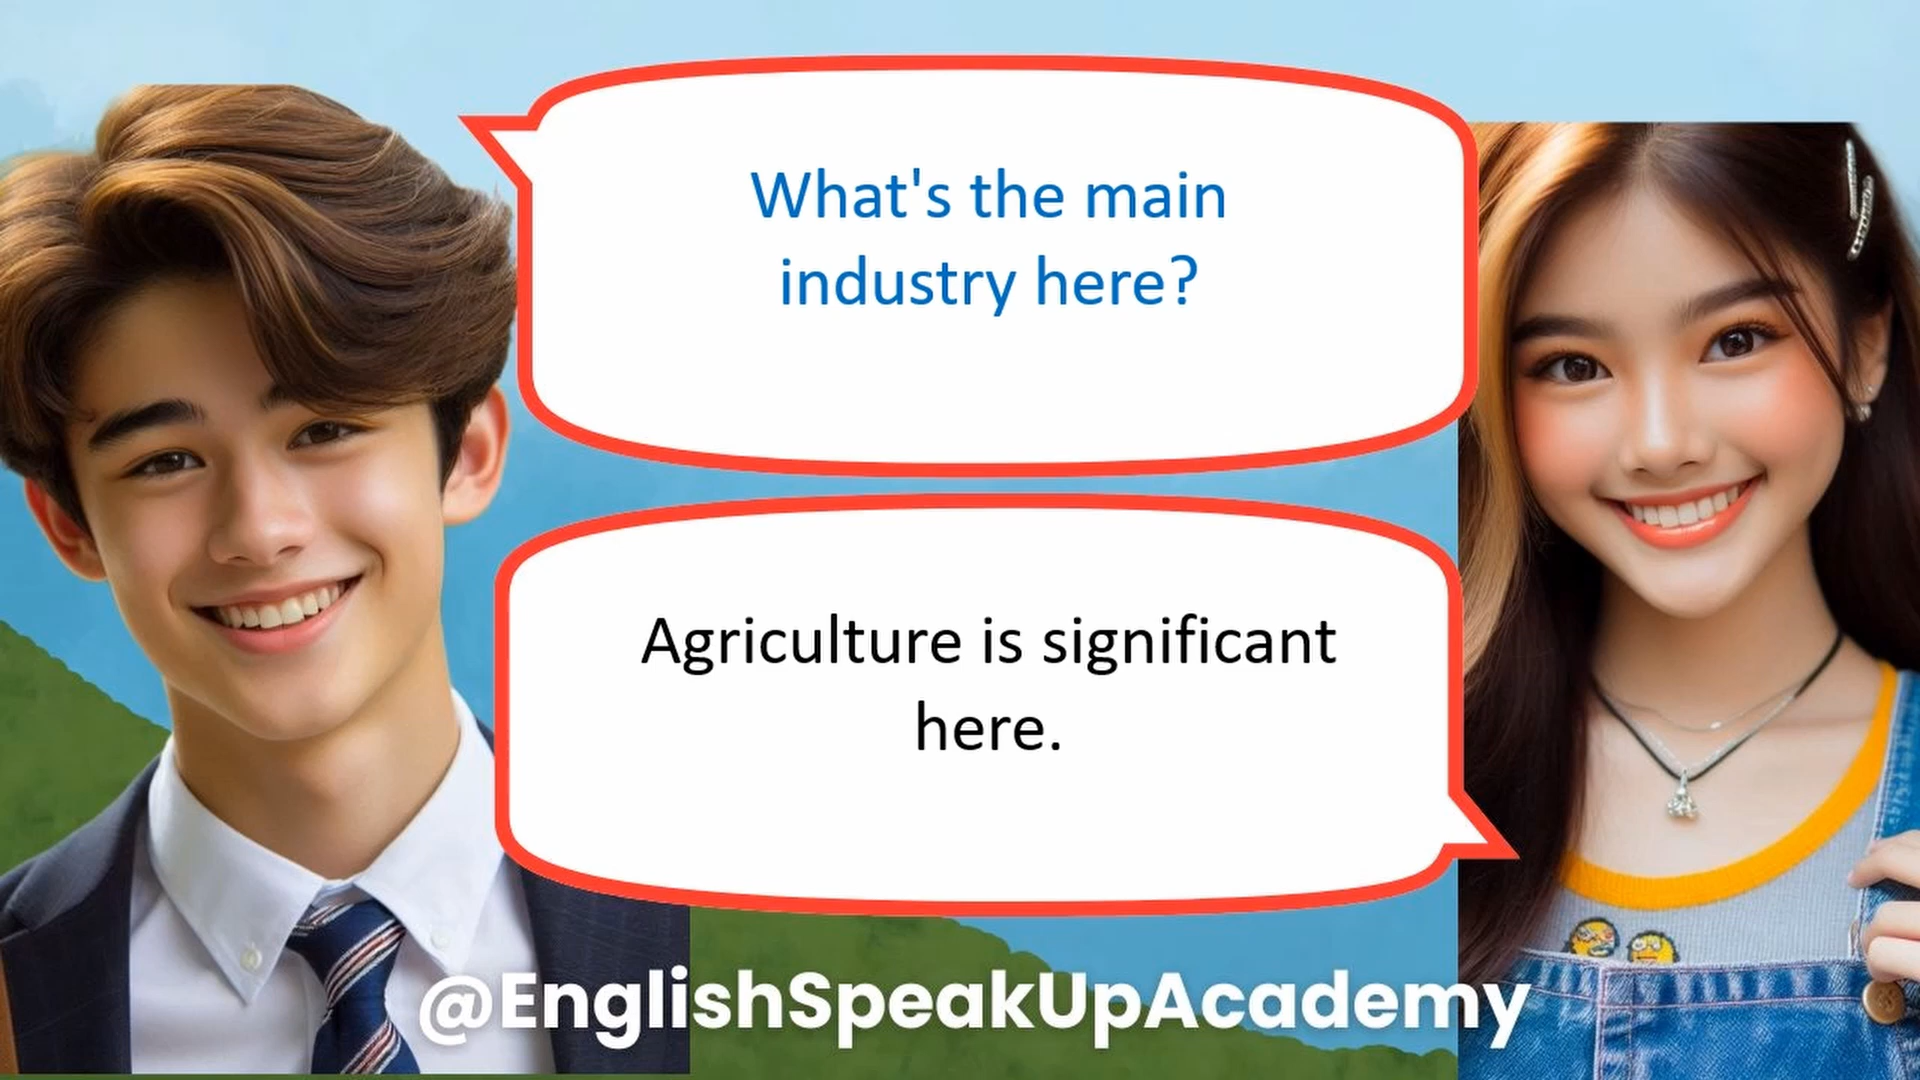 What's the main
industry here?
Agriculture is significant
here.
@EnglishSpeakUpAcademy